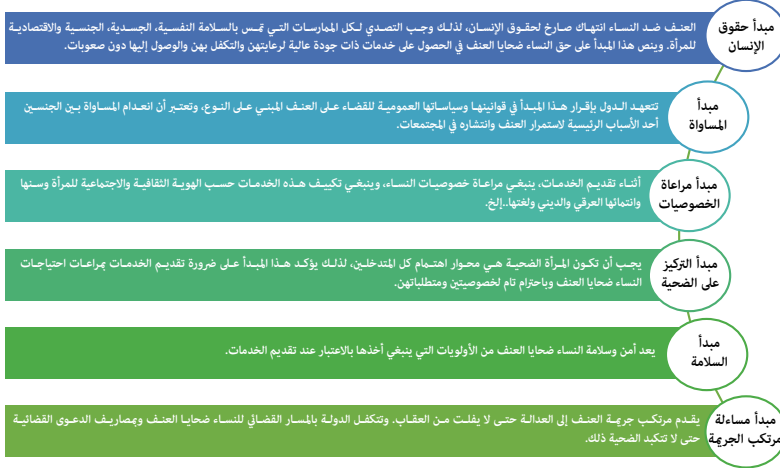 مبدأ حقوق
الإنسان
العنف ضد النساء انتهاك صارخ لحقوق الإنسان، لذلك وجب التصدي لكل الممارسات التي تمس بالسلامة النفسية، الجسدية، الجنسية والاقتصادية
للمرأة. وينص هذا المبدأ على حق النساء ضحايا العنف في الحصول على خدمات ذات جودة عالية لرعايتهن والتكفل بهن والوصول إليها دون صعوبات.
مبدأ
المساواة
تتعهد الدول بإقرار هذا المبدأ في قوانينها وسياساتها العمومية للقضاء على العنف المبني على النوع، وتعتبر أن انعدام المساواة بين الجنسين
أحد الأسباب الرئيسية لاستمرار العنف وانتشاره في المجتمعات.
مبدأ مراعاة
الخصوصيات
أثناء تقديم الخدمات، ينبغي مراعاة خصوصيات النساء، وينبغي تكييف هذه الخدمات حسب الهوية الثقافية والاجتماعية للمرأة وسنها
وانتمائها العرقي والديني ولغتها..إلخ.
مبدأ التركيز
على الضحية
يجب أن تكون المرأة الضحية هي محوار اهتمام كل المتدخلين، لذلك يؤكد هذا المبدأ على ضرورة تقديم الخدمات بمراعات احتياجات
النساء ضحايا العنف وباحترام تام لخصوصيتين ومتطلباتهن.
مبدأ
السلامة
يعد أمن وسلامة النساء ضحايا العنف من الأولويات التي ينبغي أخذها بالاعتبار عند تقديم الخدمات.
مبدأ مساءلة
مرتكب الجريمة
يقدم مرتكب جريمة العنف إلى العدالة حتى لا يفلت من العقاب. وتتكفل الدولة بالمسار القضائي للنساء ضحايا العنف وبمصاريف الدعوى القضائية
حتى لا تتكبد الضحية ذلك.